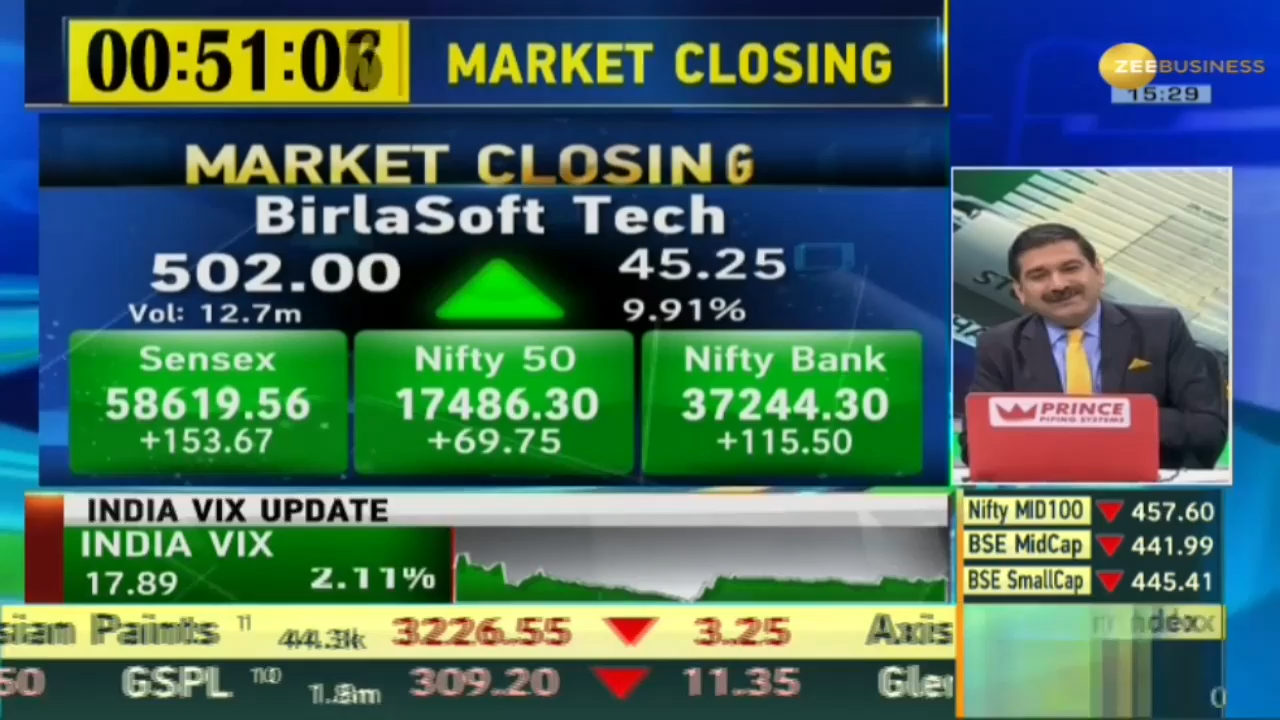 00:51:0
MARKET CLOSING
ZEEBUSINESS
15:29
MARKET CLOSING
BirlaSoft Tech
502.00
45.25
Vol: 12.7m
9.91%
Sensex
58619.56
+153.67
Nifty 50
17486.30
+69.75
Nifty Bank
37244.30
+115.50
PRINCE
PIPING SYSTEMS
INDIA VIX UPDATE
INDIA VIX
17.89
2.11%
Nifty MID100 457.60
BSE MidCap 441.99
BSE SmallCap 445.41
sian Paints 44.3k 3226.55 3.25 Axis
50 GSPL 1.8m 309.20 11.35 Gle